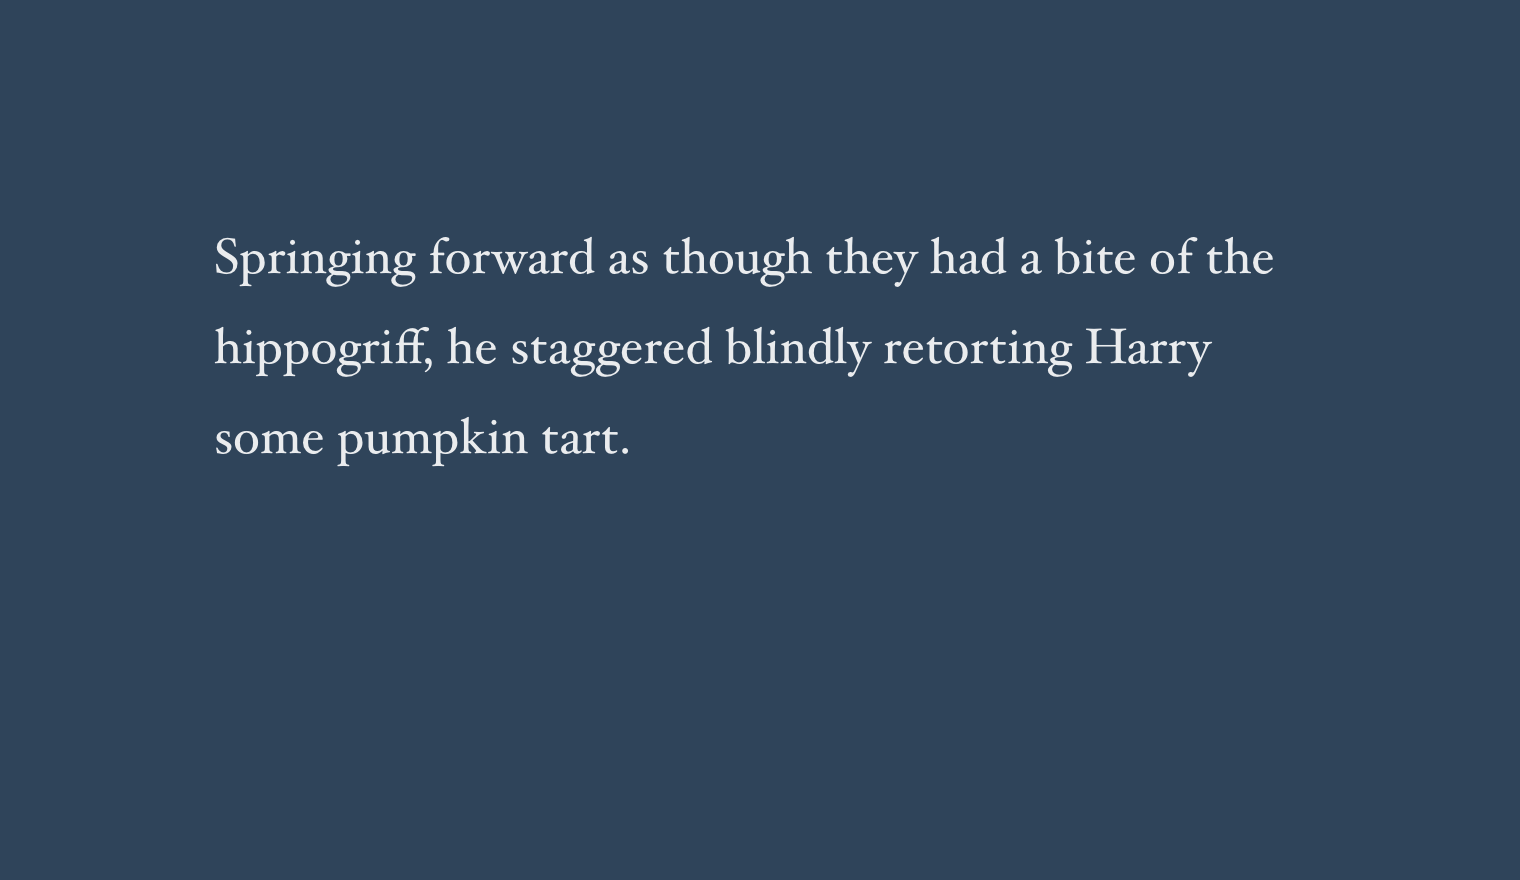 Springing forward as though they had a bite of the
hippogriff, he staggered blindly retorting Harry
some pumpkin tart.